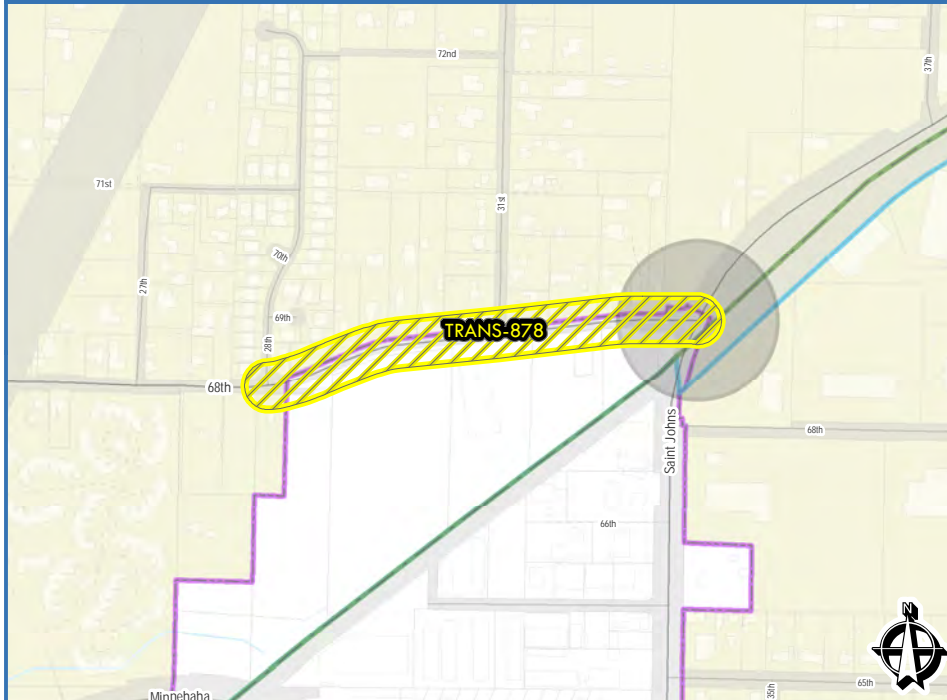 72nd
37th
71st
31st
70th
27th
69th
TRANS-878
28th
68th
Saint Johns
68th
66th
N
Minnehaha
35th
65th